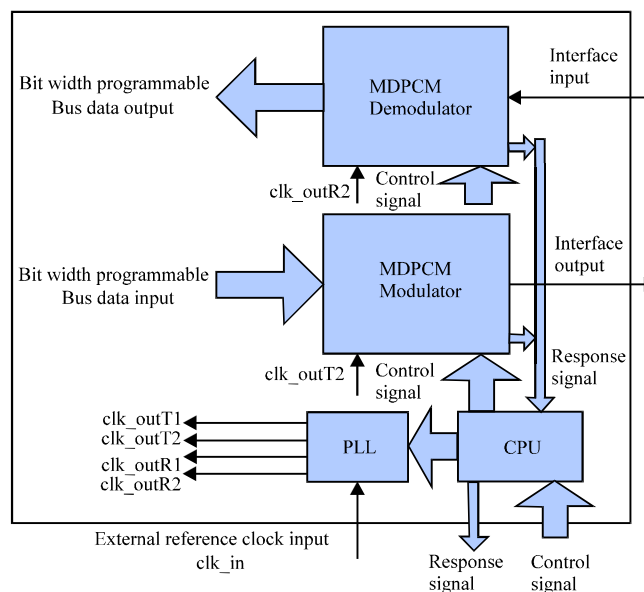 Bit width programmable
Bus data output
MDPCM
Demodulator
Interface
input
clk_outR2
Control
signal
Bit width programmable
Bus data input
MDPCM
Modulator
Interface
output
clk_outT2
Control
signal
Response
signal
clk_outT1
clk_outT2
clk_outR1
clk_outR2
PLL
CPU
External reference clock input
clk_in
Response
signal
Control
signal